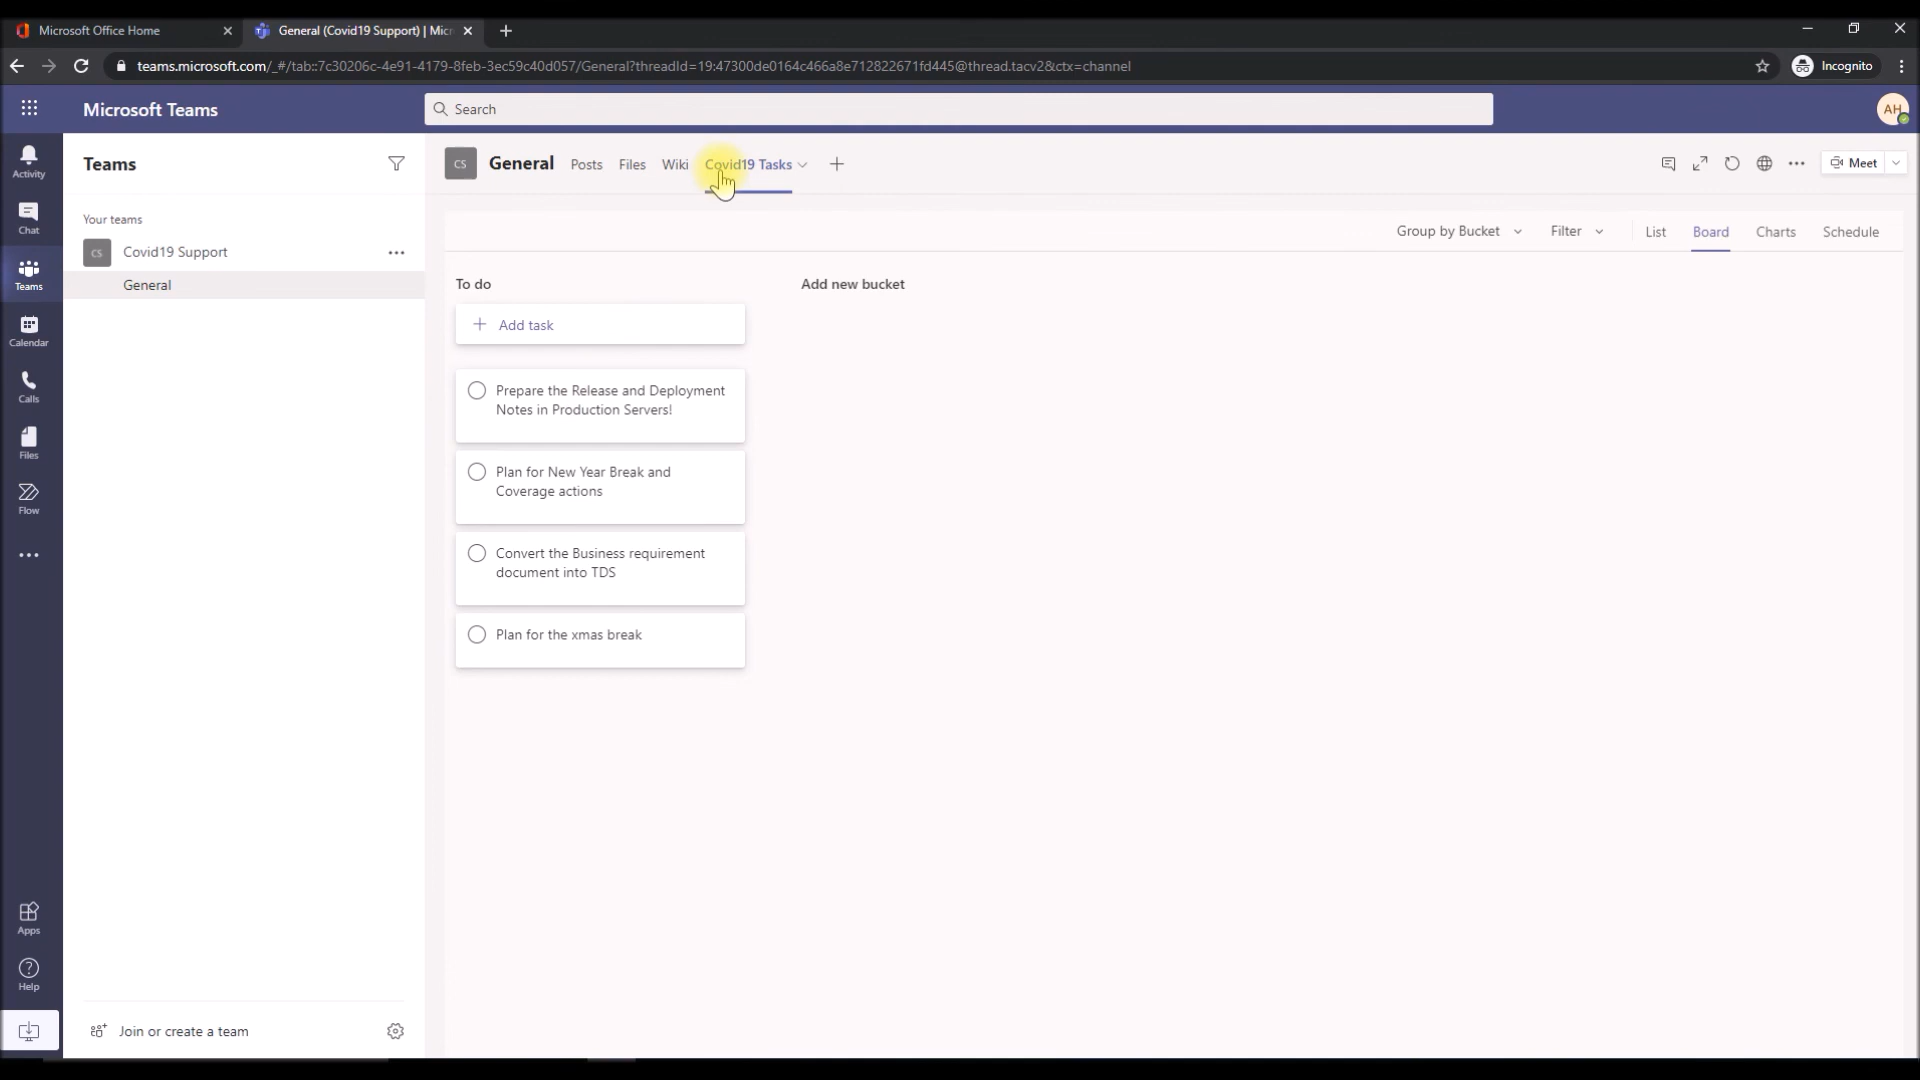 Microsoft Office Home
General (Covid19 Support) | Micr
teams.microsoft.com/_#/tab::7c30206c-4e91-4179-8feb-3ec59c40d057/General?threadId=19:47300de0164c466a8e712822671fd445@thread.tacv2&ctx=channel
Incognito
Microsoft Teams
Search
AH
Activity
Chat
Teams
Calendar
Calls
Files
Flow
Apps
Help
Teams
Your teams
CS Covid19 Support
General
Join or create a team
CS General Posts Files Wiki Covid19 Tasks
Meet
Group by Bucket Filter List Board Charts Schedule
To do
Add new bucket
Add task
Prepare the Release and Deployment
Notes in Production Servers!
Plan for New Year Break and
Coverage actions
Convert the Business requirement
document into TDS
Plan for the xmas break